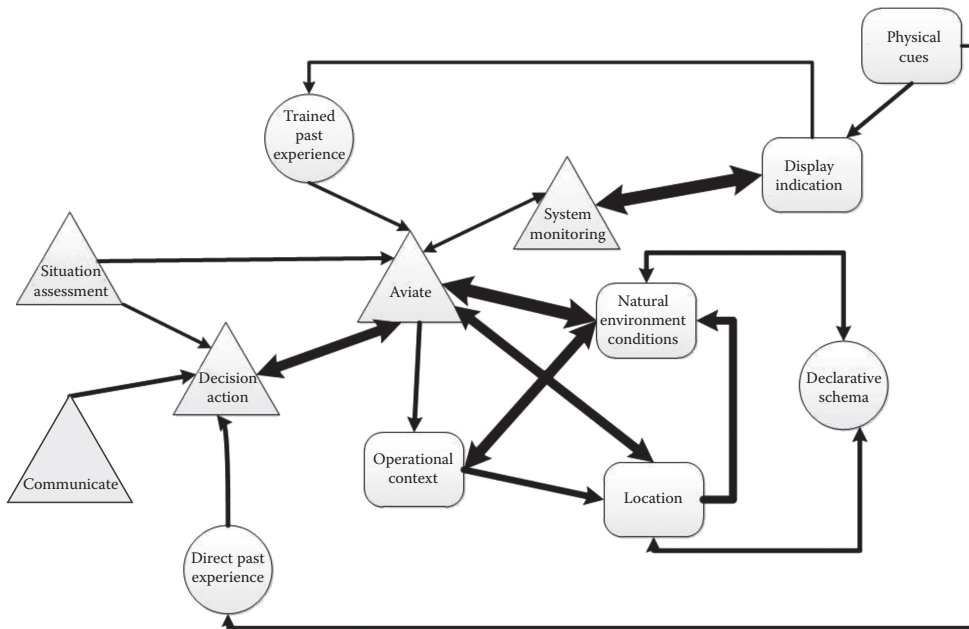 Physical
cues
Trained
past
experience
Display
indication
System
monitoring
Situation
assessment
Aviate
Natural
environment
conditions
Decision
action
Declarative
schema
Communicate
Operational
context
Location
Direct past
experience